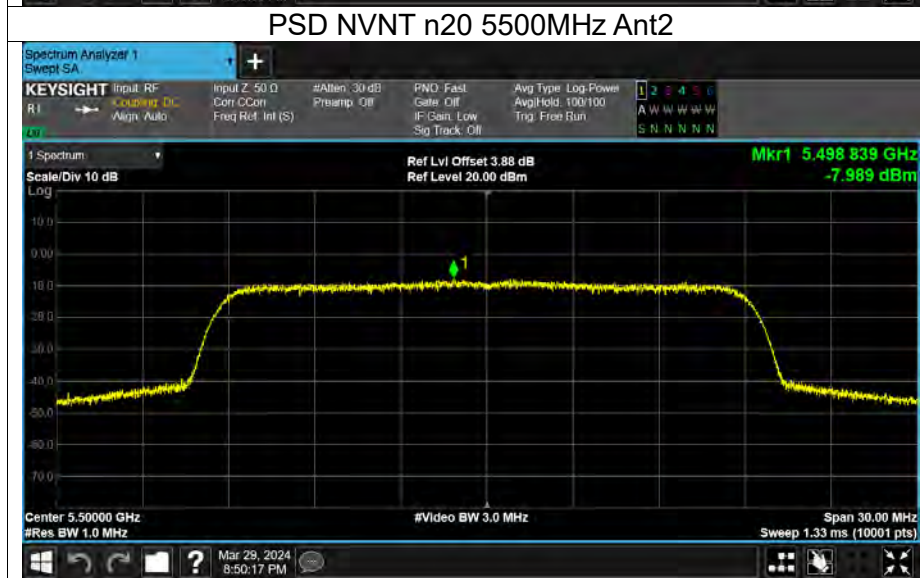 PSD NVNT n20 5500MHz Ant2
Spectrum Analyzer 1
Swept SA
+
KEYSIGHT Input: RF Input Z: 50 Ω #Atten: 30 dB PNO: Fast Avg Type: Log-Power 1 2 3 4 5 6
Coupling: DC Corr CCorr Preamp: Off Gate: Off Avg|Hold: 100/100 A W W W W W
Align: Auto Freq Ref: Int (S) IF Gain: Low Trig: Free Run
Sig Track: Off S N N N N N
1 Spectrum Ref Lvl Offset 3.88 dB Mkr1 5.498 839 GHz
Scale/Div 10 dB Ref Level 20.00 dBm -7.989 dBm
Log
10.0
0.00
1
-10.0
-20.0
-30.0
-40.0
-50.0
-60.0
-70.0
Center 5.50000 GHz #Video BW 3.0 MHz Span 30.00 MHz
#Res BW 1.0 MHz Sweep 1.33 ms (10001 pts)
? Mar 29, 2024
8:50:17 PM